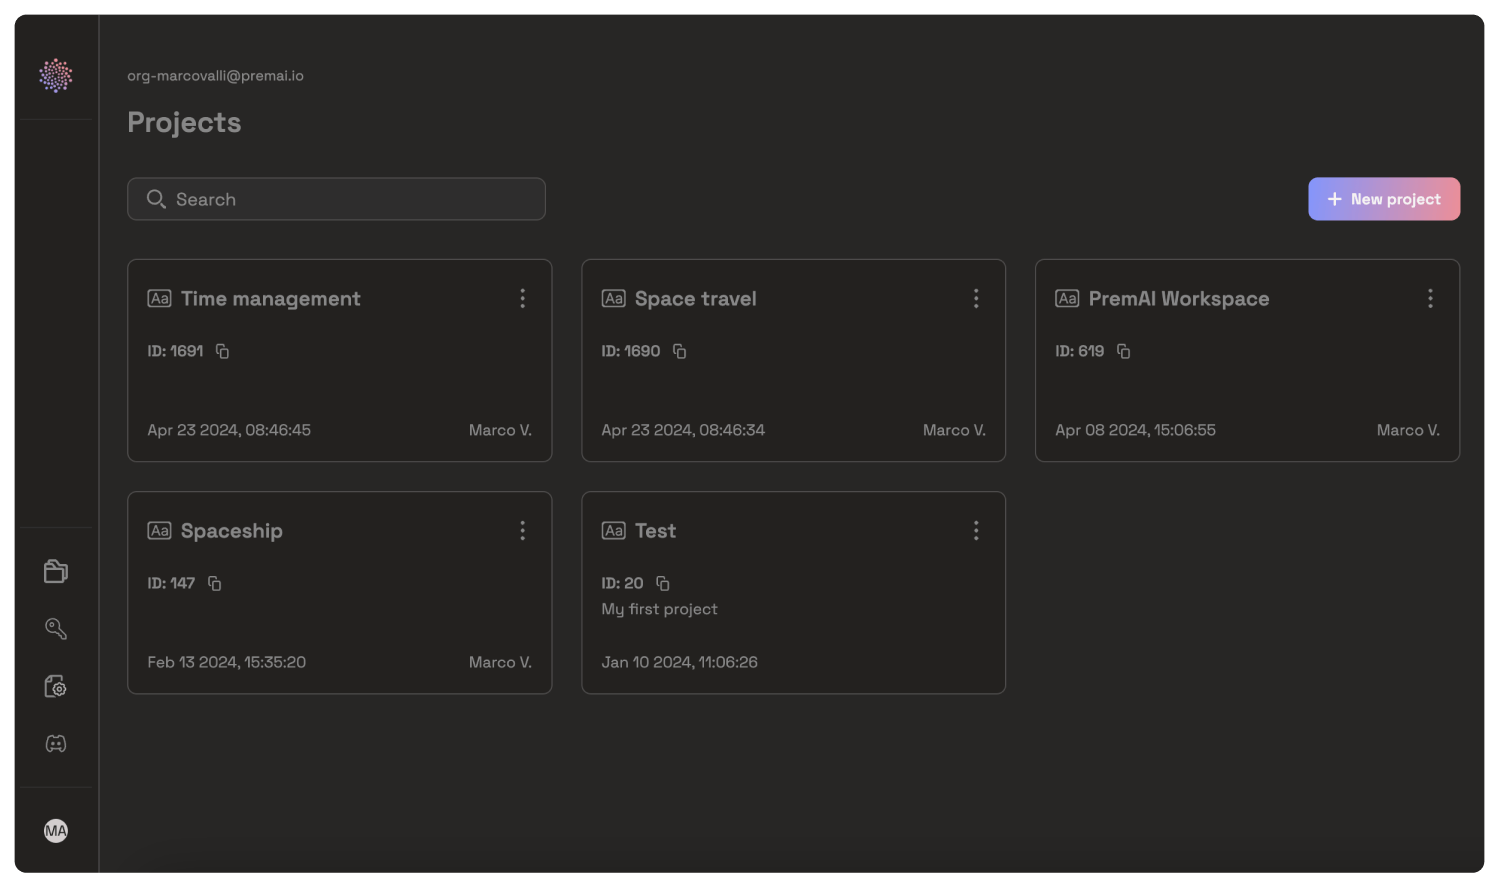 org-marcovalli@premai.io
Projects
Search
New project
Aa Time management
ID: 1691
Apr 23 2024, 08:46:45 Marco V.
Aa Space travel
ID: 1690
Apr 23 2024, 08:46:34 Marco V.
Aa PremAI Workspace
ID: 619
Apr 08 2024, 15:06:55 Marco V.
Aa Spaceship
ID: 147
Feb 13 2024, 15:35:20 Marco V.
Aa Test
ID: 20
My first project
Jan 10 2024, 11:06:26
MA